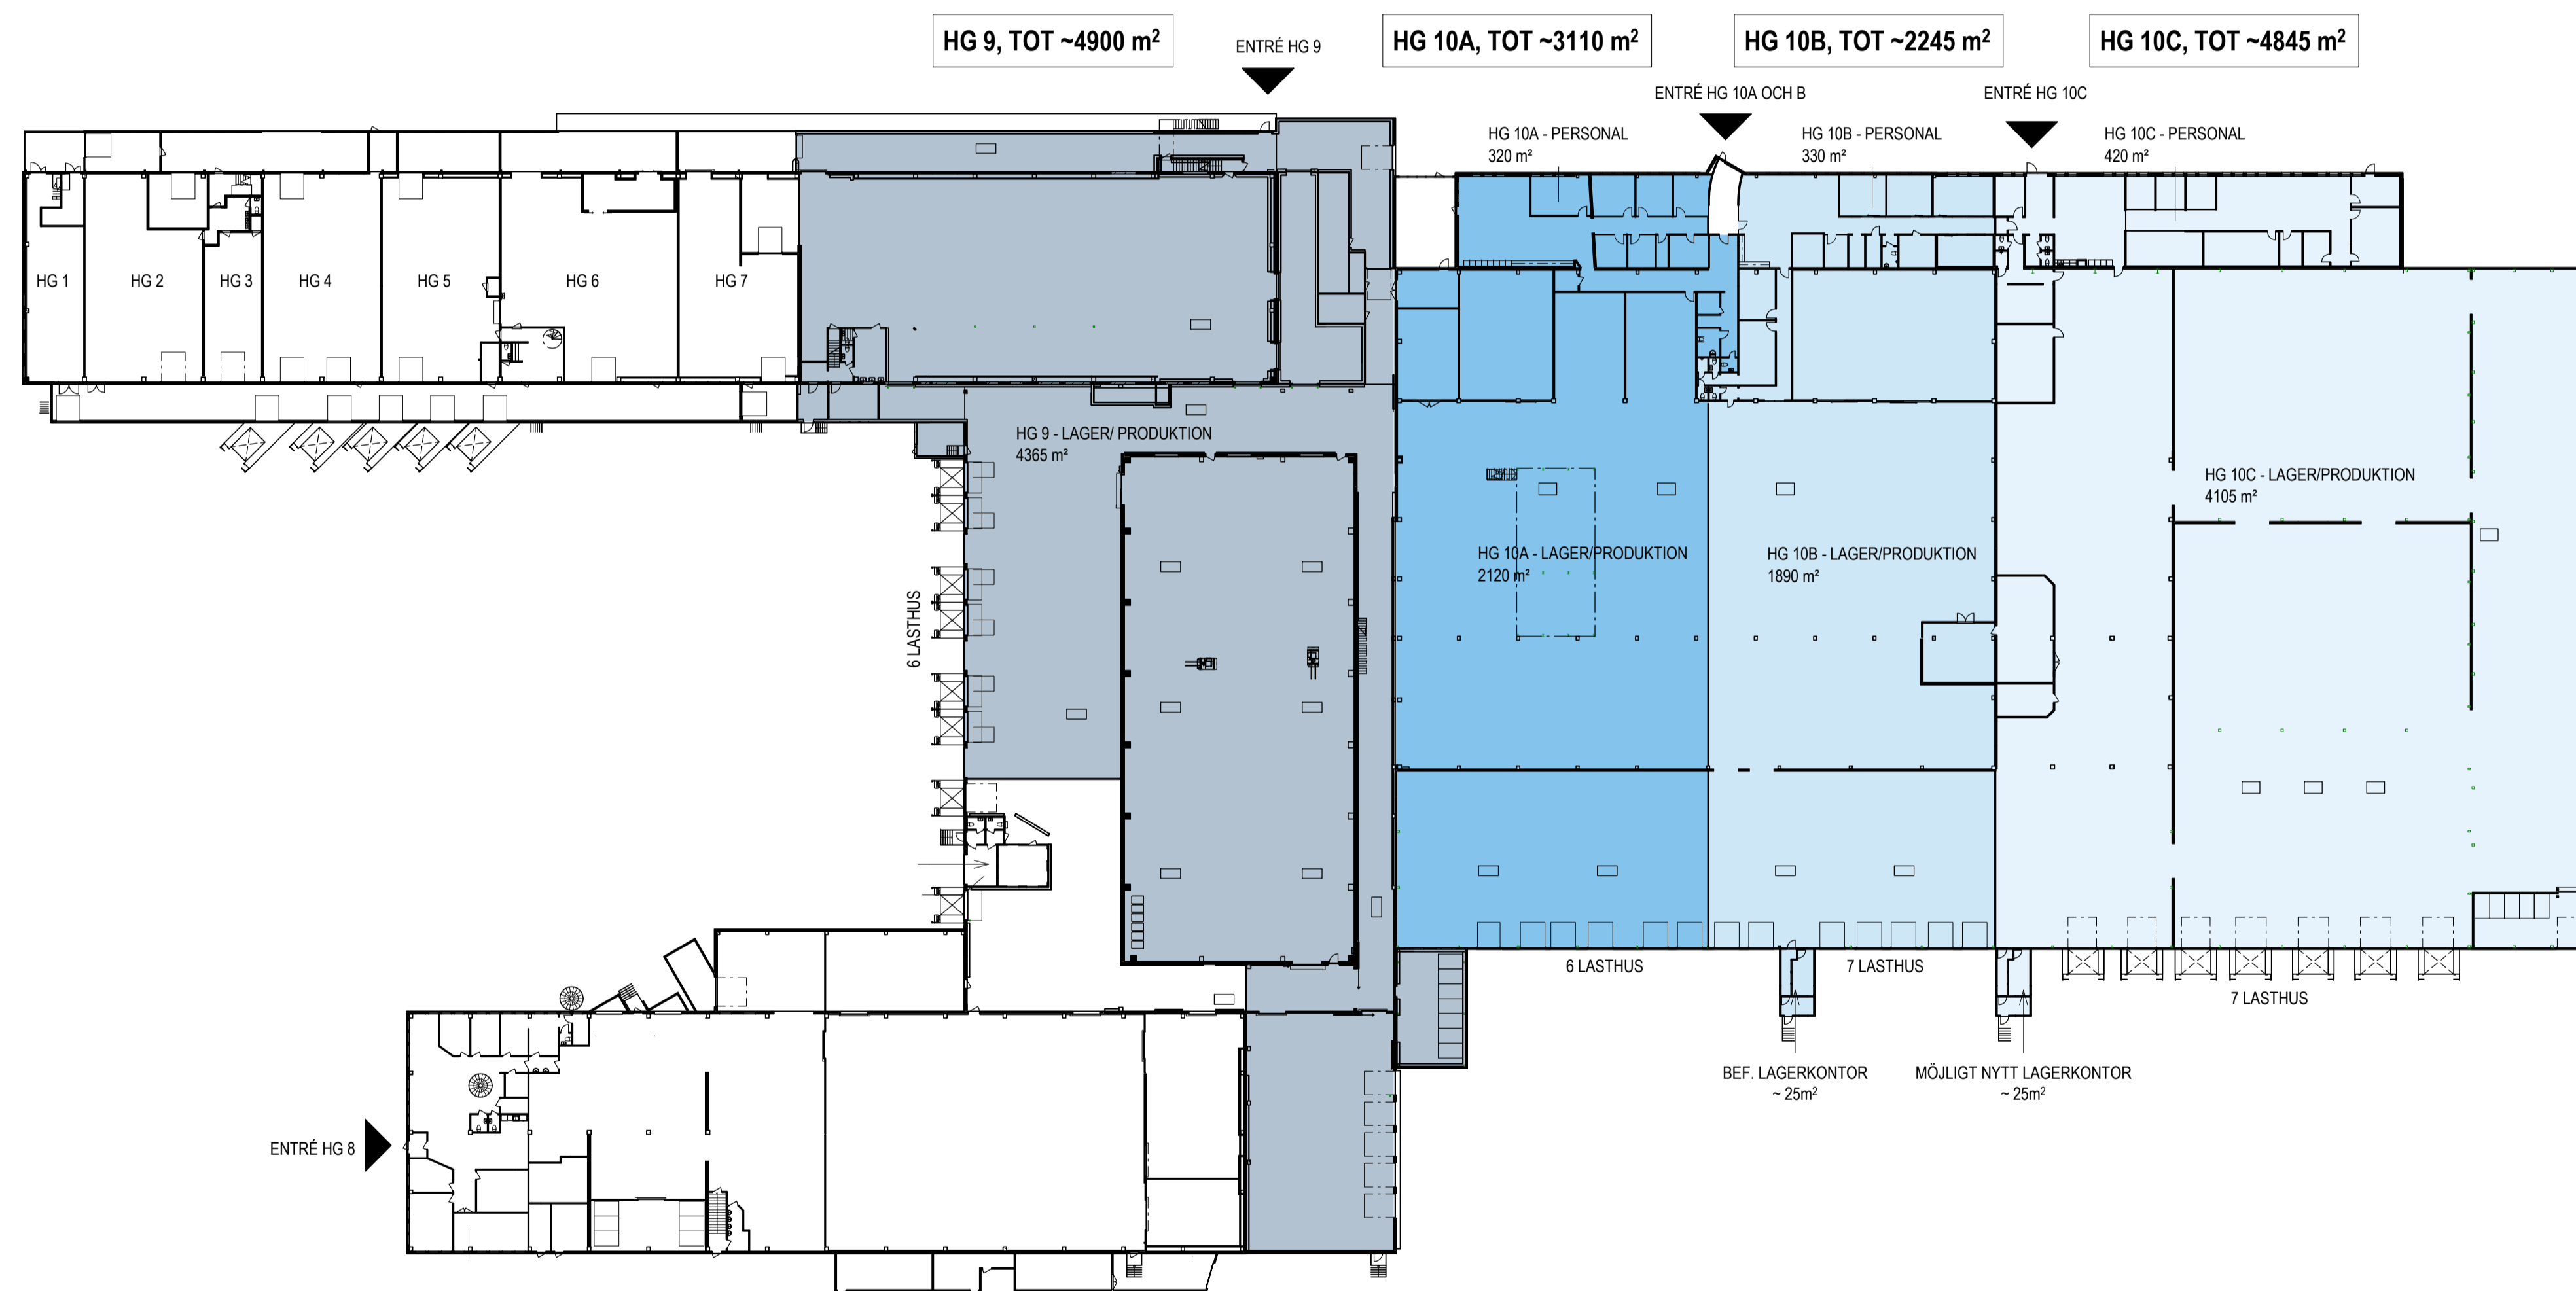 HG 9, TOT ~4900 m²
HG 10A, TOT ~3110 m²
HG 10B, TOT ~2245 m²
HG 10C, TOT ~4845 m²
ENTRÉ HG 9
ENTRÉ HG 10A OCH B
ENTRÉ HG 10C
HG 10A - PERSONAL
320 m²
HG 10B - PERSONAL
330 m²
HG 10C - PERSONAL
420 m²
HG 1
HG 2
HG 3
HG 4
HG 5
HG 6
HG 7
HG 9 - LAGER/ PRODUKTION
4365 m²
HG 10C - LAGER/PRODUKTION
4105 m²
HG 10A - LAGER/PRODUKTION
2120 m²
HG 10B - LAGER/PRODUKTION
1890 m²
6 LASTHUS
6 LASTHUS
7 LASTHUS
7 LASTHUS
BEF. LAGERKONTOR
~ 25m²
MÖJLIGT NYTT LAGERKONTOR
~ 25m²
ENTRÉ HG 8